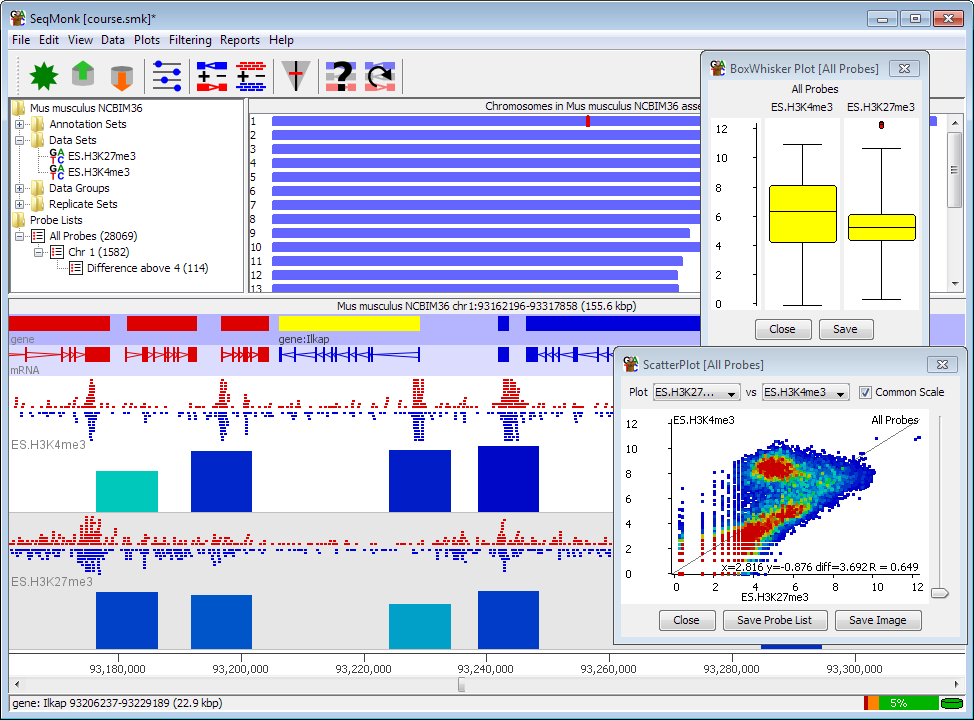 SeqMonk [course.smk]*
File Edit View Data Plots Filtering Reports Help
Mus musculus NCBIM36
Annotation Sets
Data Sets
ES.H3K27me3
ES.H3K4me3
Data Groups
Replicate Sets
Probe Lists
All Probes (28069)
Chr 1 (1582)
Difference above 4 (114)
Chromosomes in Mus musculus NCBIM36 asse
1
2
3
4
5
6
7
8
9
10
11
12
13
BoxWhisker Plot [All Probes]
All Probes
ES.H3K4me3 ES.H3K27me3
12
10
8
6
4
2
0
Close Save
Mus musculus NCBIM36 chr1:93162196-93317858 (155.6 kbp)
gene
gene:Ilkap
mRNA
ES.H3K4me3
ES.H3K27me3
ScatterPlot [All Probes]
Plot ES.H3K27... vs ES.H3K4me3 Common Scale
ES.H3K4me3 All Probes
12
10
8
6
4
2
0
x=2.816 y=-0.876 diff=3.692 R = 0.649
0 2 4 6 8 10 12
ES.H3K27me3
Close Save Probe List Save Image
93,180,000 93,200,000 93,220,000 93,240,000 93,260,000 93,280,000 93,300,000
gene: Ilkap 93206237-93229189 (22.9 kbp)
5%